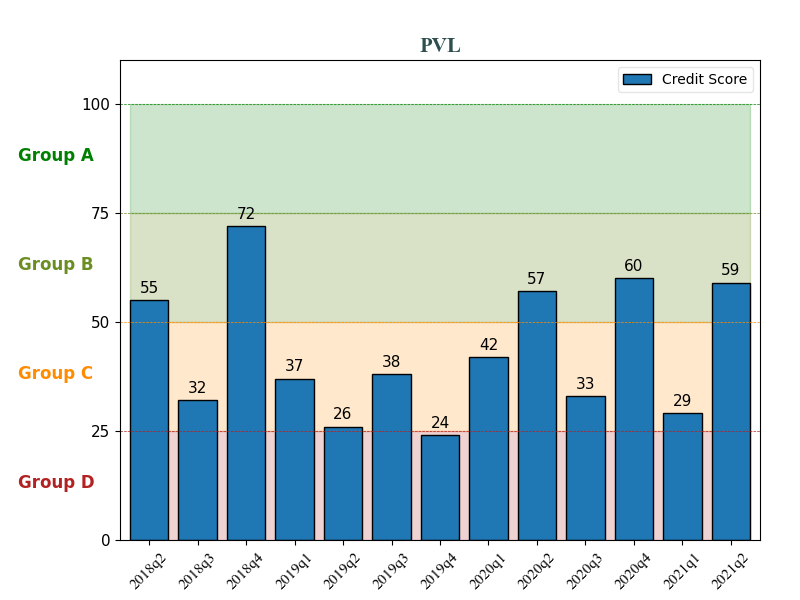 PVL
Credit Score
100
Group A
75
72
Group B
60
59
57
55
50
42
38
37
Group C
33
32
29
26
25
24
Group D
0
2018q2
2018q3
2018q4
2019q1
2019q2
2019q3
2019q4
2020q1
2020q2
2020q3
2020q4
2021q1
2021q2